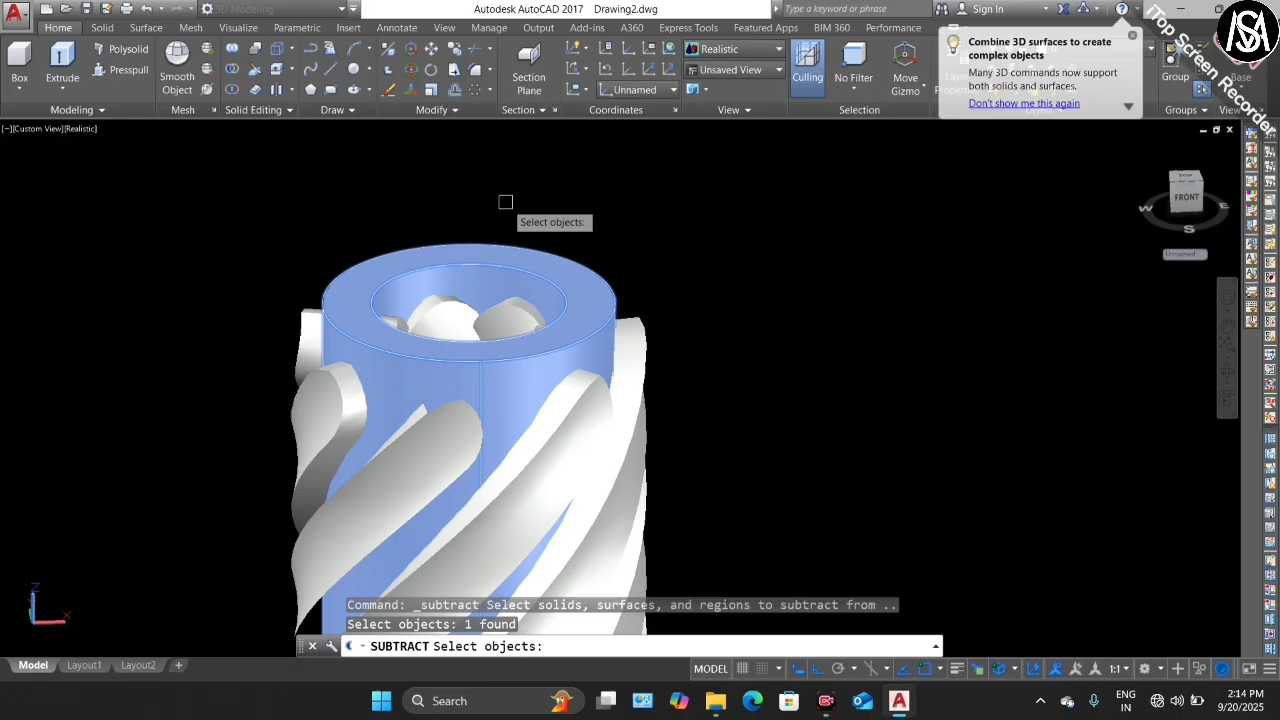 Autodesk AutoCAD 2017 Drawing2.dwg
3D Modeling
Type a keyword or phrase
Sign In
Home Solid Surface Mesh Visualize Parametric Insert Annotate View Manage Output Add-ins A360 Express Tools Featured Apps BIM 360 Performance
Box
Extrude
Polysolid
Presspull
Smooth
Object
Section
Plane
Realistic
Unsaved View
Unnamed
Culling
No Filter
Move
Gizmo
Group
Base
Modeling
Mesh
Solid Editing
Draw
Modify
Section
Coordinates
View
Selection
Groups
View
Combine 3D surfaces to create
complex objects
Many 3D commands now support
both solids and surfaces.
Don't show me this again
iTop Screen Recorder
[−][Custom View][Realistic]
TOP
FRONT
W
E
S
Unnamed
Select objects:
Z
X
Command: _subtract Select solids, surfaces, and regions to subtract from ..
Select objects: 1 found
SUBTRACT Select objects:
Model Layout1 Layout2 +
MODEL
1:1
Search
ENG
IN
2:14 PM
9/20/2025